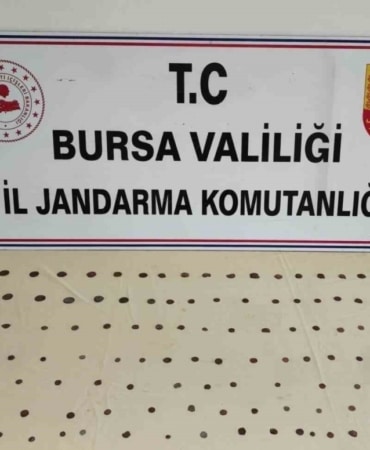 T.C
BURSA VALİLİĞİ
İL JANDARMA KOMUTANLIĞ